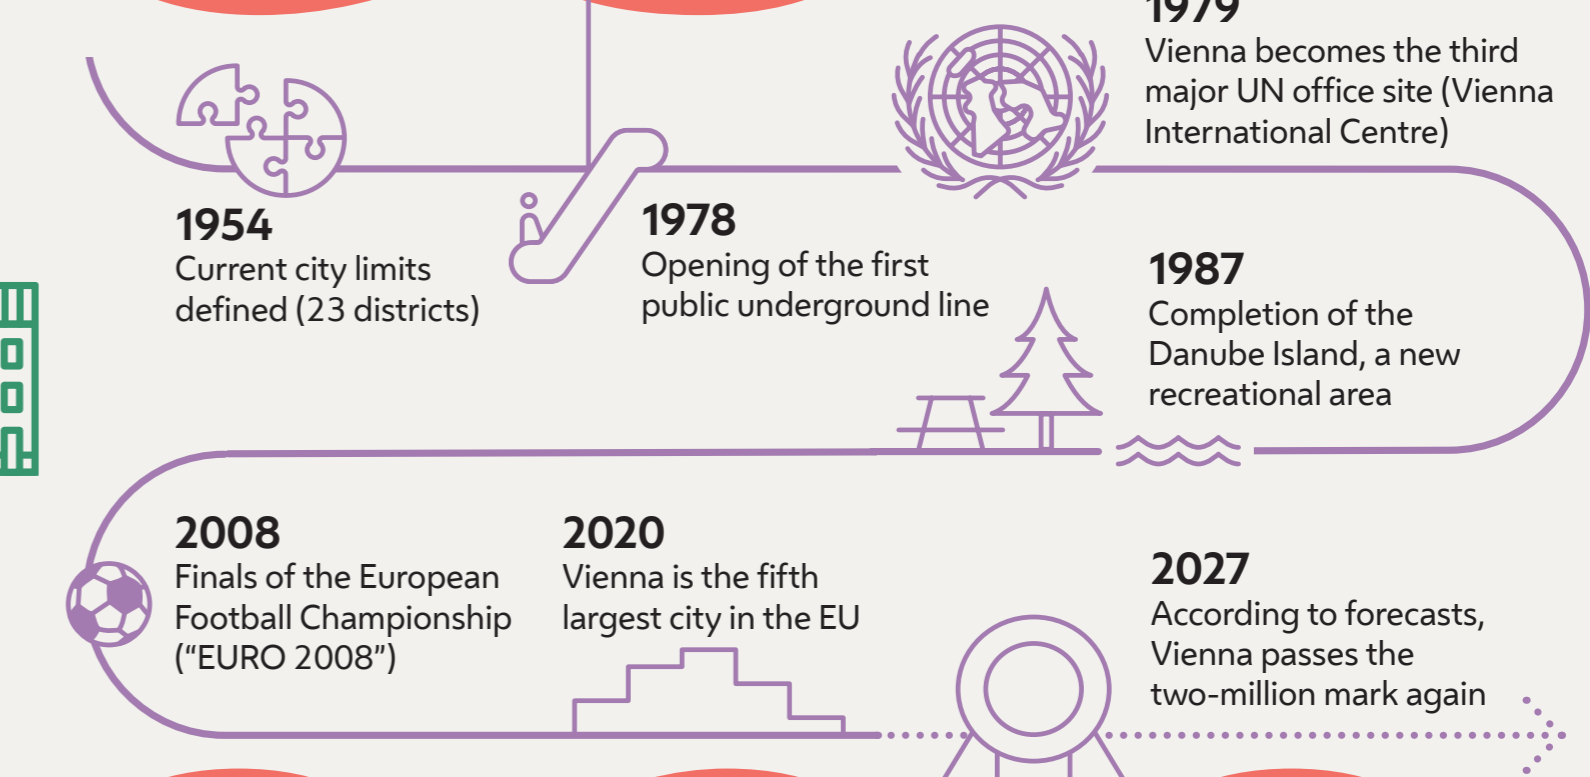 1979
Vienna becomes the third
major UN office site (Vienna
International Centre)
1954
Current city limits
defined (23 districts)
1978
Opening of the first
public underground line
1987
Completion of the
Danube Island, a new
recreational area
2008
Finals of the European
Football Championship
(“EURO 2008”)
2020
Vienna is the fifth
largest city in the EU
2027
According to forecasts,
Vienna passes the
two-million mark again